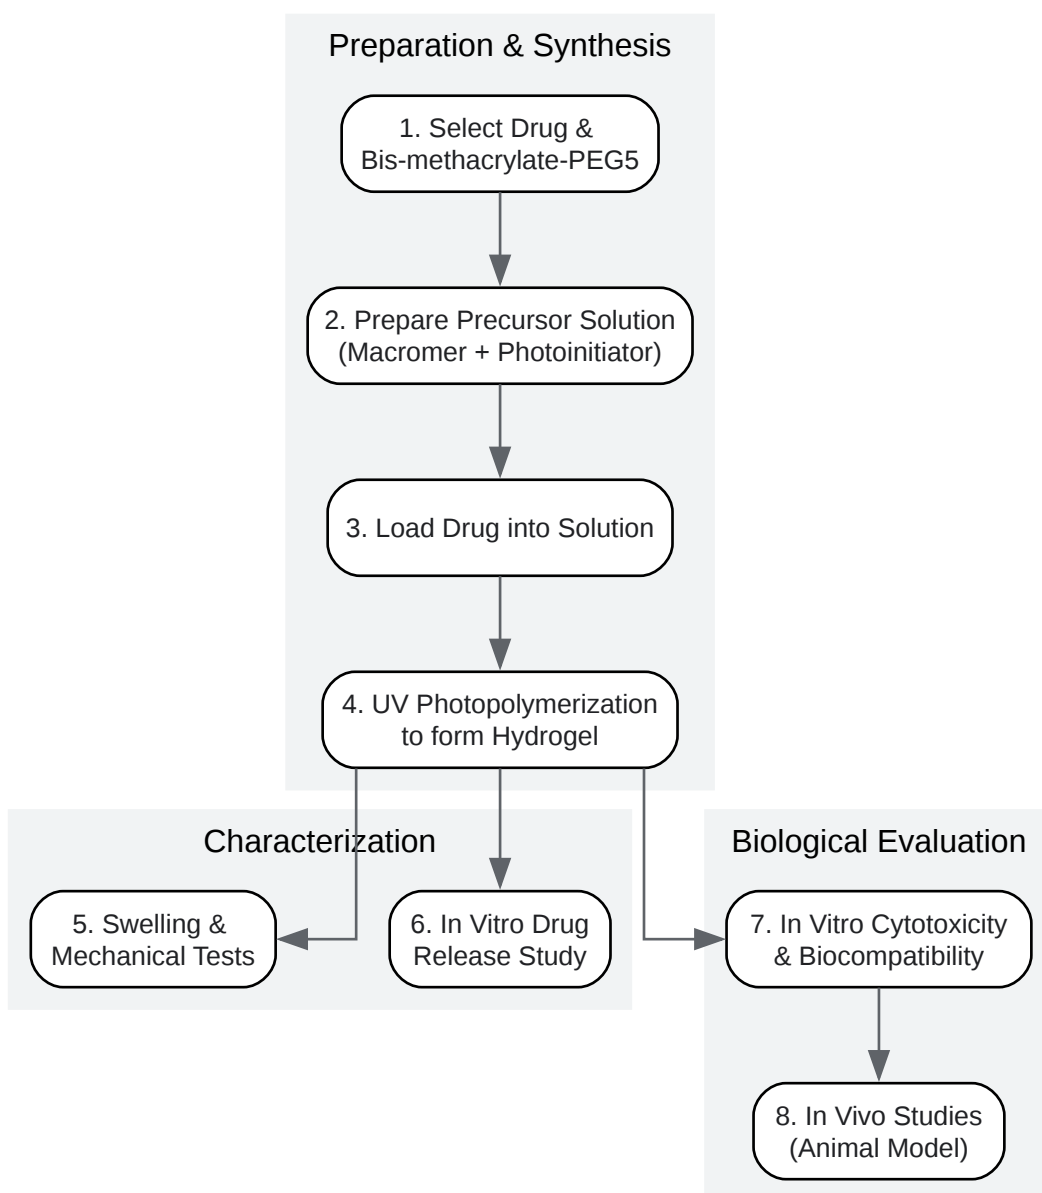 Preparation & Synthesis
1. Select Drug &
Bis-methacrylate-PEG5
2. Prepare Precursor Solution
(Macromer + Photoinitiator)
3. Load Drug into Solution
4. UV Photopolymerization
to form Hydrogel
Characterization
5. Swelling &
Mechanical Tests
6. In Vitro Drug
Release Study
Biological Evaluation
7. In Vitro Cytotoxicity
& Biocompatibility
8. In Vivo Studies
(Animal Model)